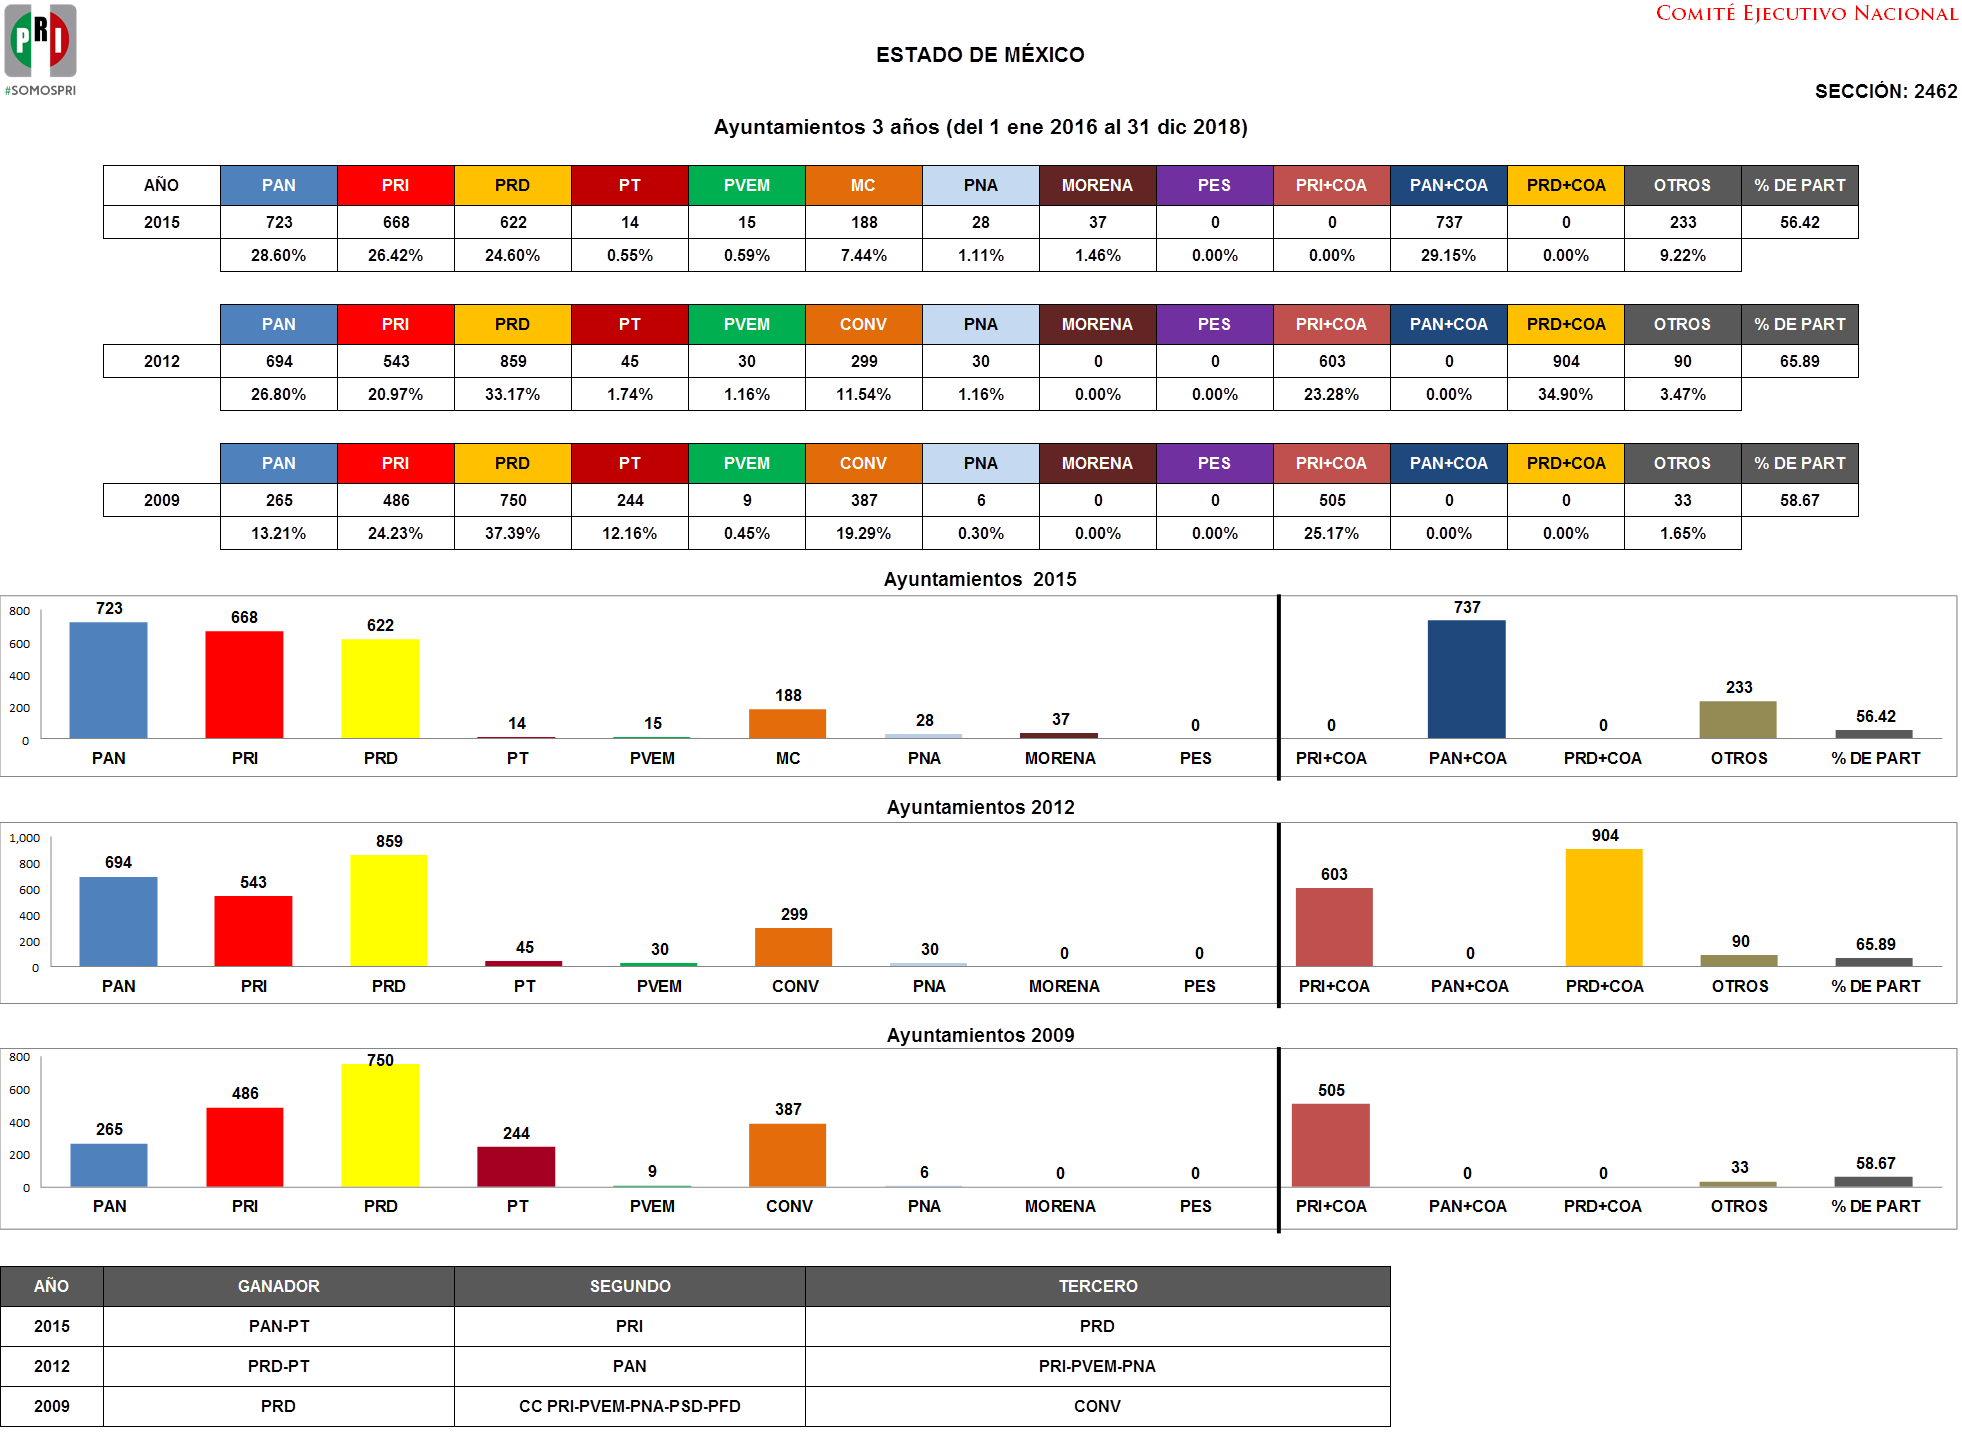 PRI
#SOMOSPRI
COMITÉ EJECUTIVO NACIONAL
ESTADO DE MÉXICO
SECCIÓN: 2462
Ayuntamientos 3 años (del 1 ene 2016 al 31 dic 2018)
AÑO PAN PRI PRD PT PVEM MC PNA MORENA PES PRI+COA PAN+COA PRD+COA OTROS % DE PART
2015 723 668 622 14 15 188 28 37 0 0 737 0 233 56.42
28.60% 26.42% 24.60% 0.55% 0.59% 7.44% 1.11% 1.46% 0.00% 0.00% 29.15% 0.00% 9.22%
PAN PRI PRD PT PVEM CONV PNA MORENA PES PRI+COA PAN+COA PRD+COA OTROS % DE PART
2012 694 543 859 45 30 299 30 0 0 603 0 904 90 65.89
26.80% 20.97% 33.17% 1.74% 1.16% 11.54% 1.16% 0.00% 0.00% 23.28% 0.00% 34.90% 3.47%
PAN PRI PRD PT PVEM CONV PNA MORENA PES PRI+COA PAN+COA PRD+COA OTROS % DE PART
2009 265 486 750 244 9 387 6 0 0 505 0 0 33 58.67
13.21% 24.23% 37.39% 12.16% 0.45% 19.29% 0.30% 0.00% 0.00% 25.17% 0.00% 0.00% 1.65%
Ayuntamientos 2015
800
600
400
200
0
723 668 622 14 15 188 28 37 0 0 737 0 233 56.42
PAN PRI PRD PT PVEM MC PNA MORENA PES PRI+COA PAN+COA PRD+COA OTROS % DE PART
Ayuntamientos 2012
1,000
800
600
400
200
0
694 543 859 45 30 299 30 0 0 603 0 904 90 65.89
PAN PRI PRD PT PVEM CONV PNA MORENA PES PRI+COA PAN+COA PRD+COA OTROS % DE PART
Ayuntamientos 2009
800
600
400
200
0
265 486 750 244 9 387 6 0 0 505 0 0 33 58.67
PAN PRI PRD PT PVEM CONV PNA MORENA PES PRI+COA PAN+COA PRD+COA OTROS % DE PART
AÑO GANADOR SEGUNDO TERCERO
2015 PAN-PT PRI PRD
2012 PRD-PT PAN PRI-PVEM-PNA
2009 PRD CC PRI-PVEM-PNA-PSD-PFD CONV